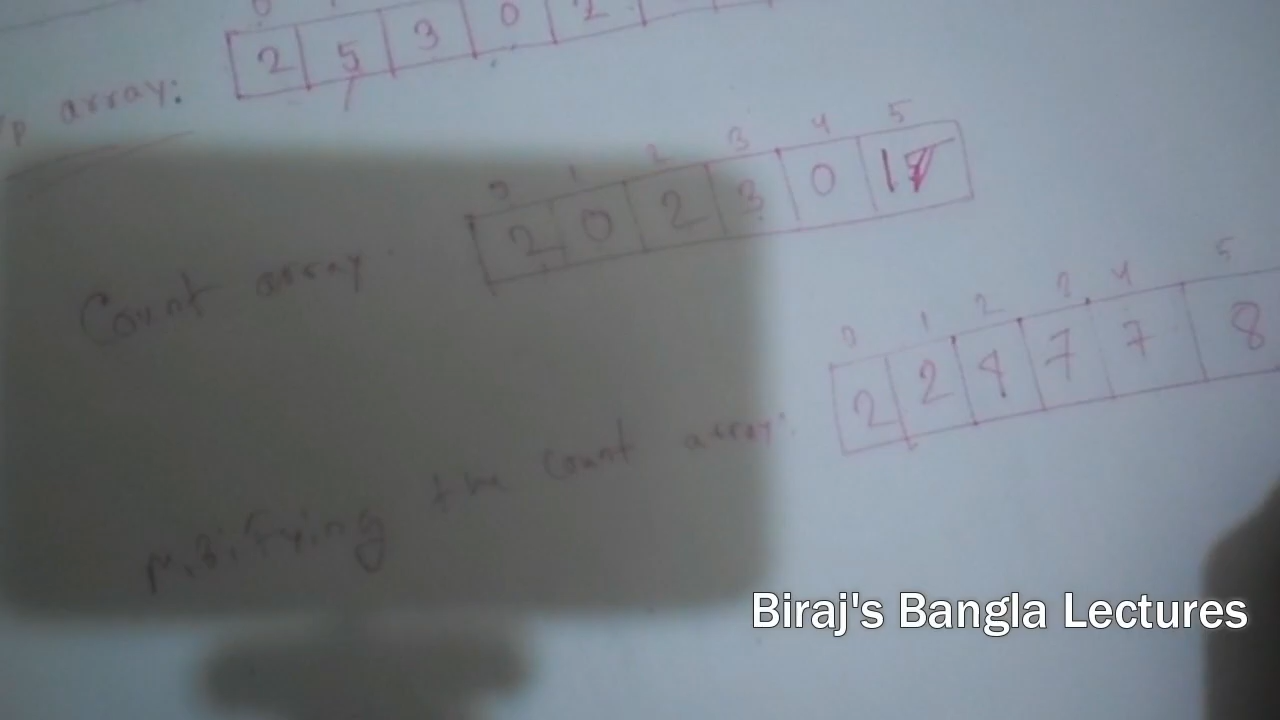 0
/p array: 2 5 3 0 2
0 1 2 3 4 5
Count array 2 0 2 3 0 1
0 1 2 3 4 5
Modifying the count array: 2 2 4 7 7 8
Biraj's Bangla Lectures